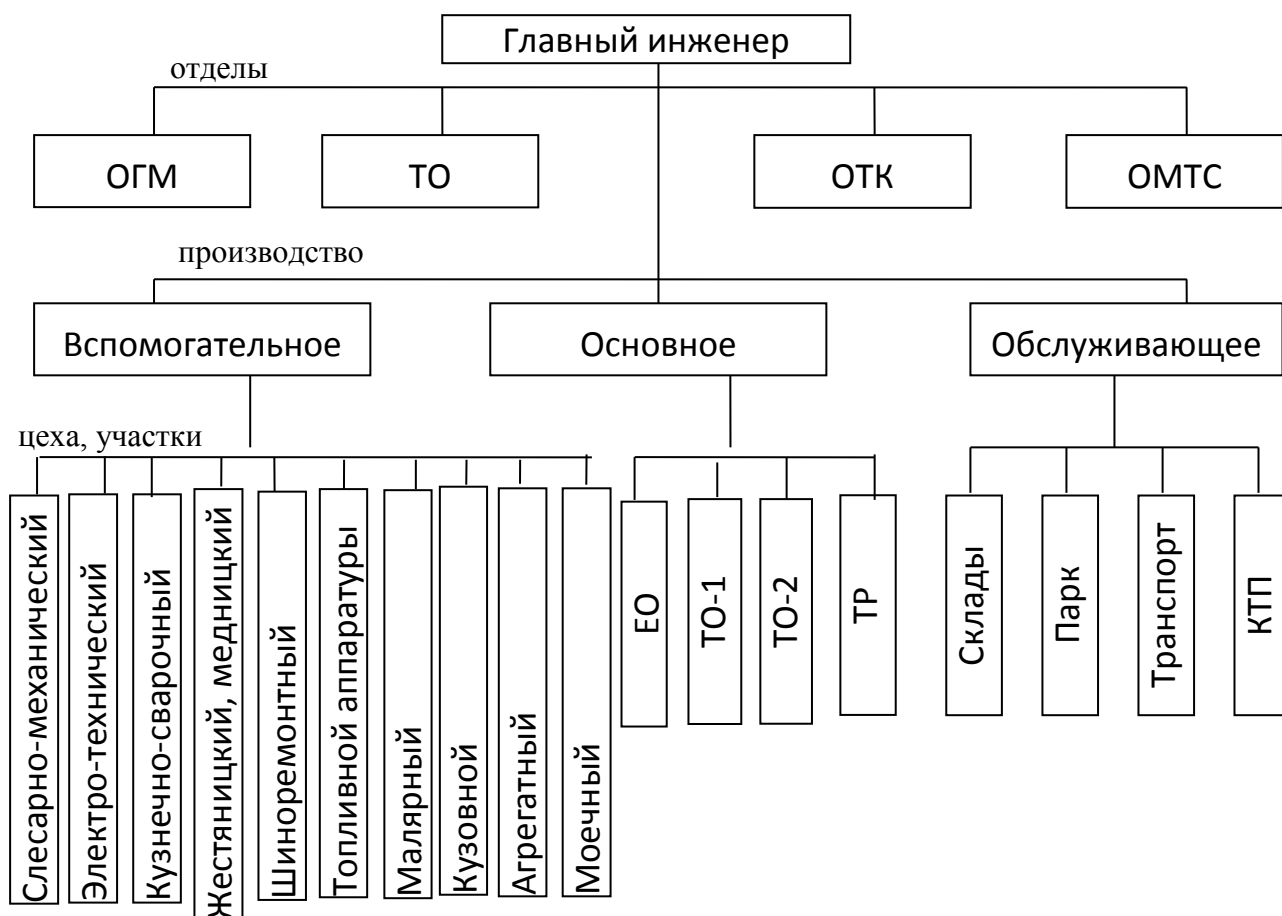 Главный инженер
отделы
ОГМ
ТО
ОТК
ОМТС
производство
Вспомогательное
Основное
Обслуживающее
цеха, участки
Слесарно-механический
Электро-технический
Кузнечно-сварочный
Жестяницкий, медницкий
Шиноремонтный
Топливной аппаратуры
Малярный
Кузовной
Агрегатный
Моечный
ЕО
ТО-1
ТО-2
ТР
Склады
Парк
Транспорт
КТП